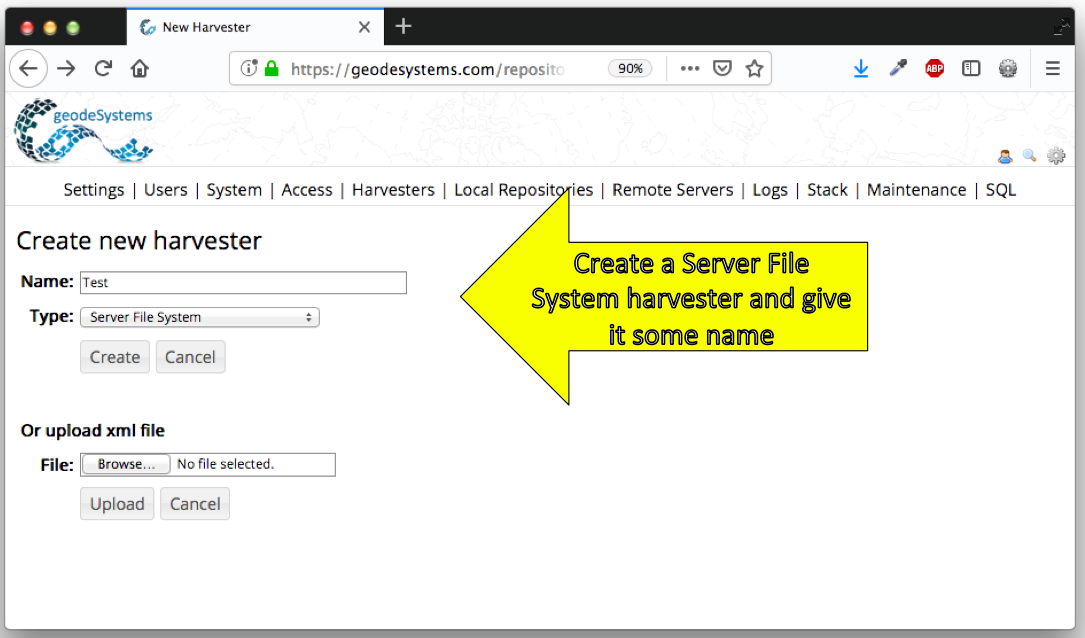 New Harvester
https://geodesystems.com/reposito
90%
ABP
geodeSystems
Settings | Users | System | Access | Harvesters | Local Repositories | Remote Servers | Logs | Stack | Maintenance | SQL
Create new harvester
Name: Test
Type: Server File System
Create Cancel
Create a Server File
System harvester and give
it some name
Or upload xml file
File: Browse... No file selected.
Upload Cancel